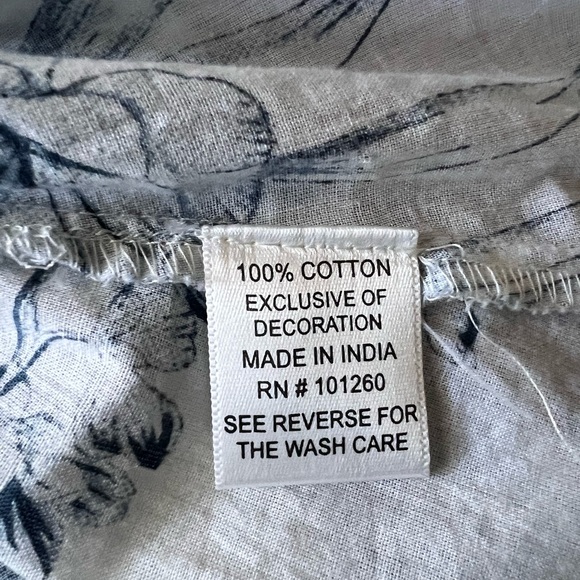 100% COTTON
EXCLUSIVE OF
DECORATION
MADE IN INDIA
RN # 101260
SEE REVERSE FOR
THE WASH CARE